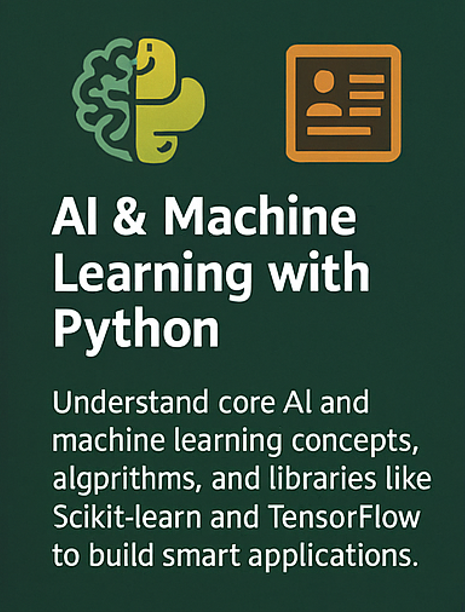 AI & Machine
Learning with
Python
Understand core AI and
machine learning concepts,
algprithms, and libraries like
Scikit-learn and TensorFlow
to build smart applications.